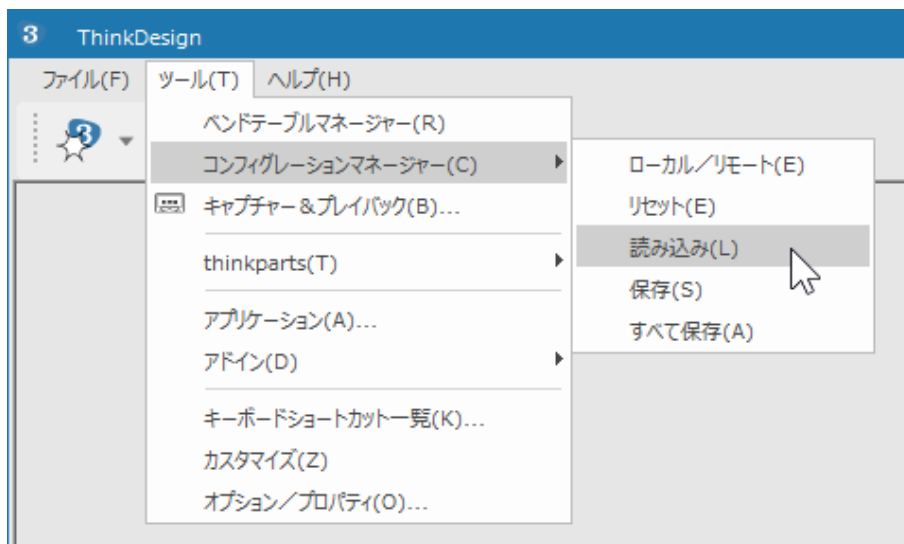 3 ThinkDesign
ファイル(F) ツール(T) ヘルプ(H)
3
ベンドテーブルマネージャー(R)
コンフィグレーションマネージャー(C)
キャプチャー＆プレイバック(B)...
thinkparts(T)
アプリケーション(A)...
アドイン(D)
キーボードショートカット一覧(K)...
カスタマイズ(Z)
オプション／プロパティ(O)...
ローカル／リモート(E)
リセット(E)
読み込み(L)
保存(S)
すべて保存(A)